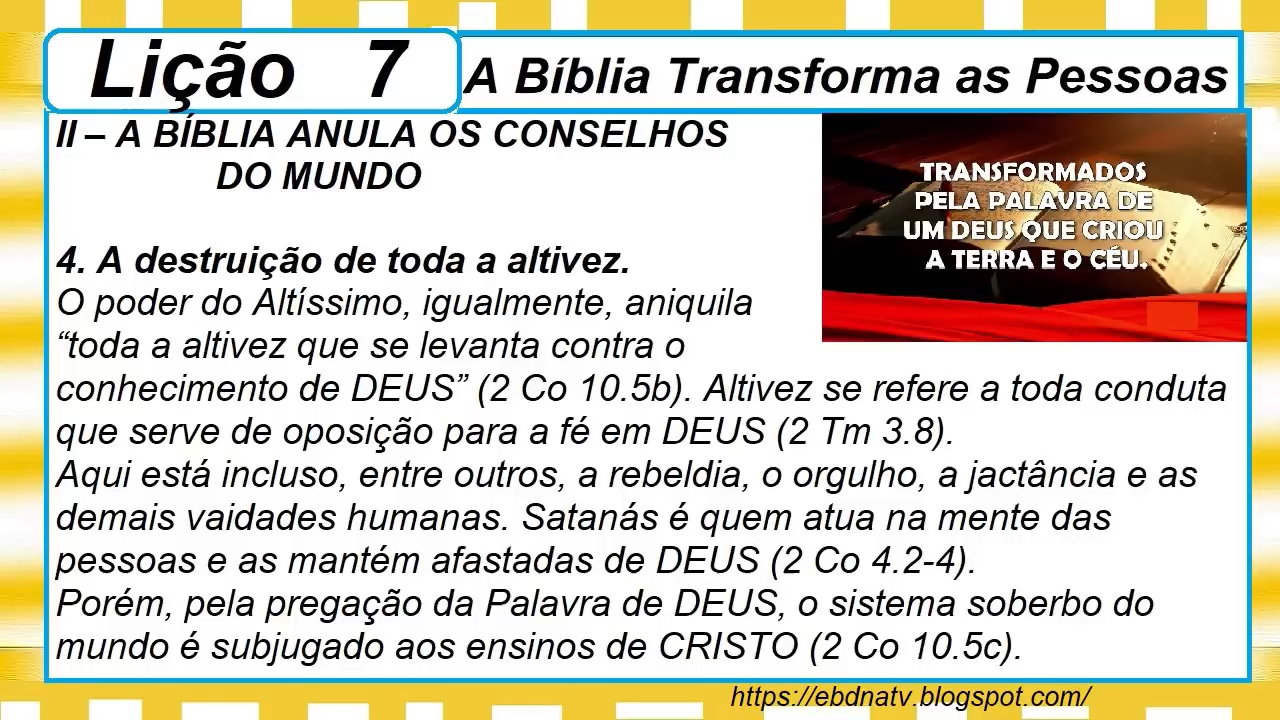 Lição 7
A Bíblia Transforma as Pessoas
II – A BÍBLIA ANULA OS CONSELHOS
DO MUNDO
TRANSFORMADOS
PELA PALAVRA DE
UM DEUS QUE CRIOU
A TERRA E O CÉU.
4. A destruição de toda a altivez.
O poder do Altíssimo, igualmente, aniquila
“toda a altivez que se levanta contra o
conhecimento de DEUS” (2 Co 10.5b). Altivez se refere a toda conduta
que serve de oposição para a fé em DEUS (2 Tm 3.8).
Aqui está incluso, entre outros, a rebeldia, o orgulho, a jactância e as
demais vaidades humanas. Satanás é quem atua na mente das
pessoas e as mantém afastadas de DEUS (2 Co 4.2-4).
Porém, pela pregação da Palavra de DEUS, o sistema soberbo do
mundo é subjugado aos ensinos de CRISTO (2 Co 10.5c).
https://ebdnatv.blogspot.com/